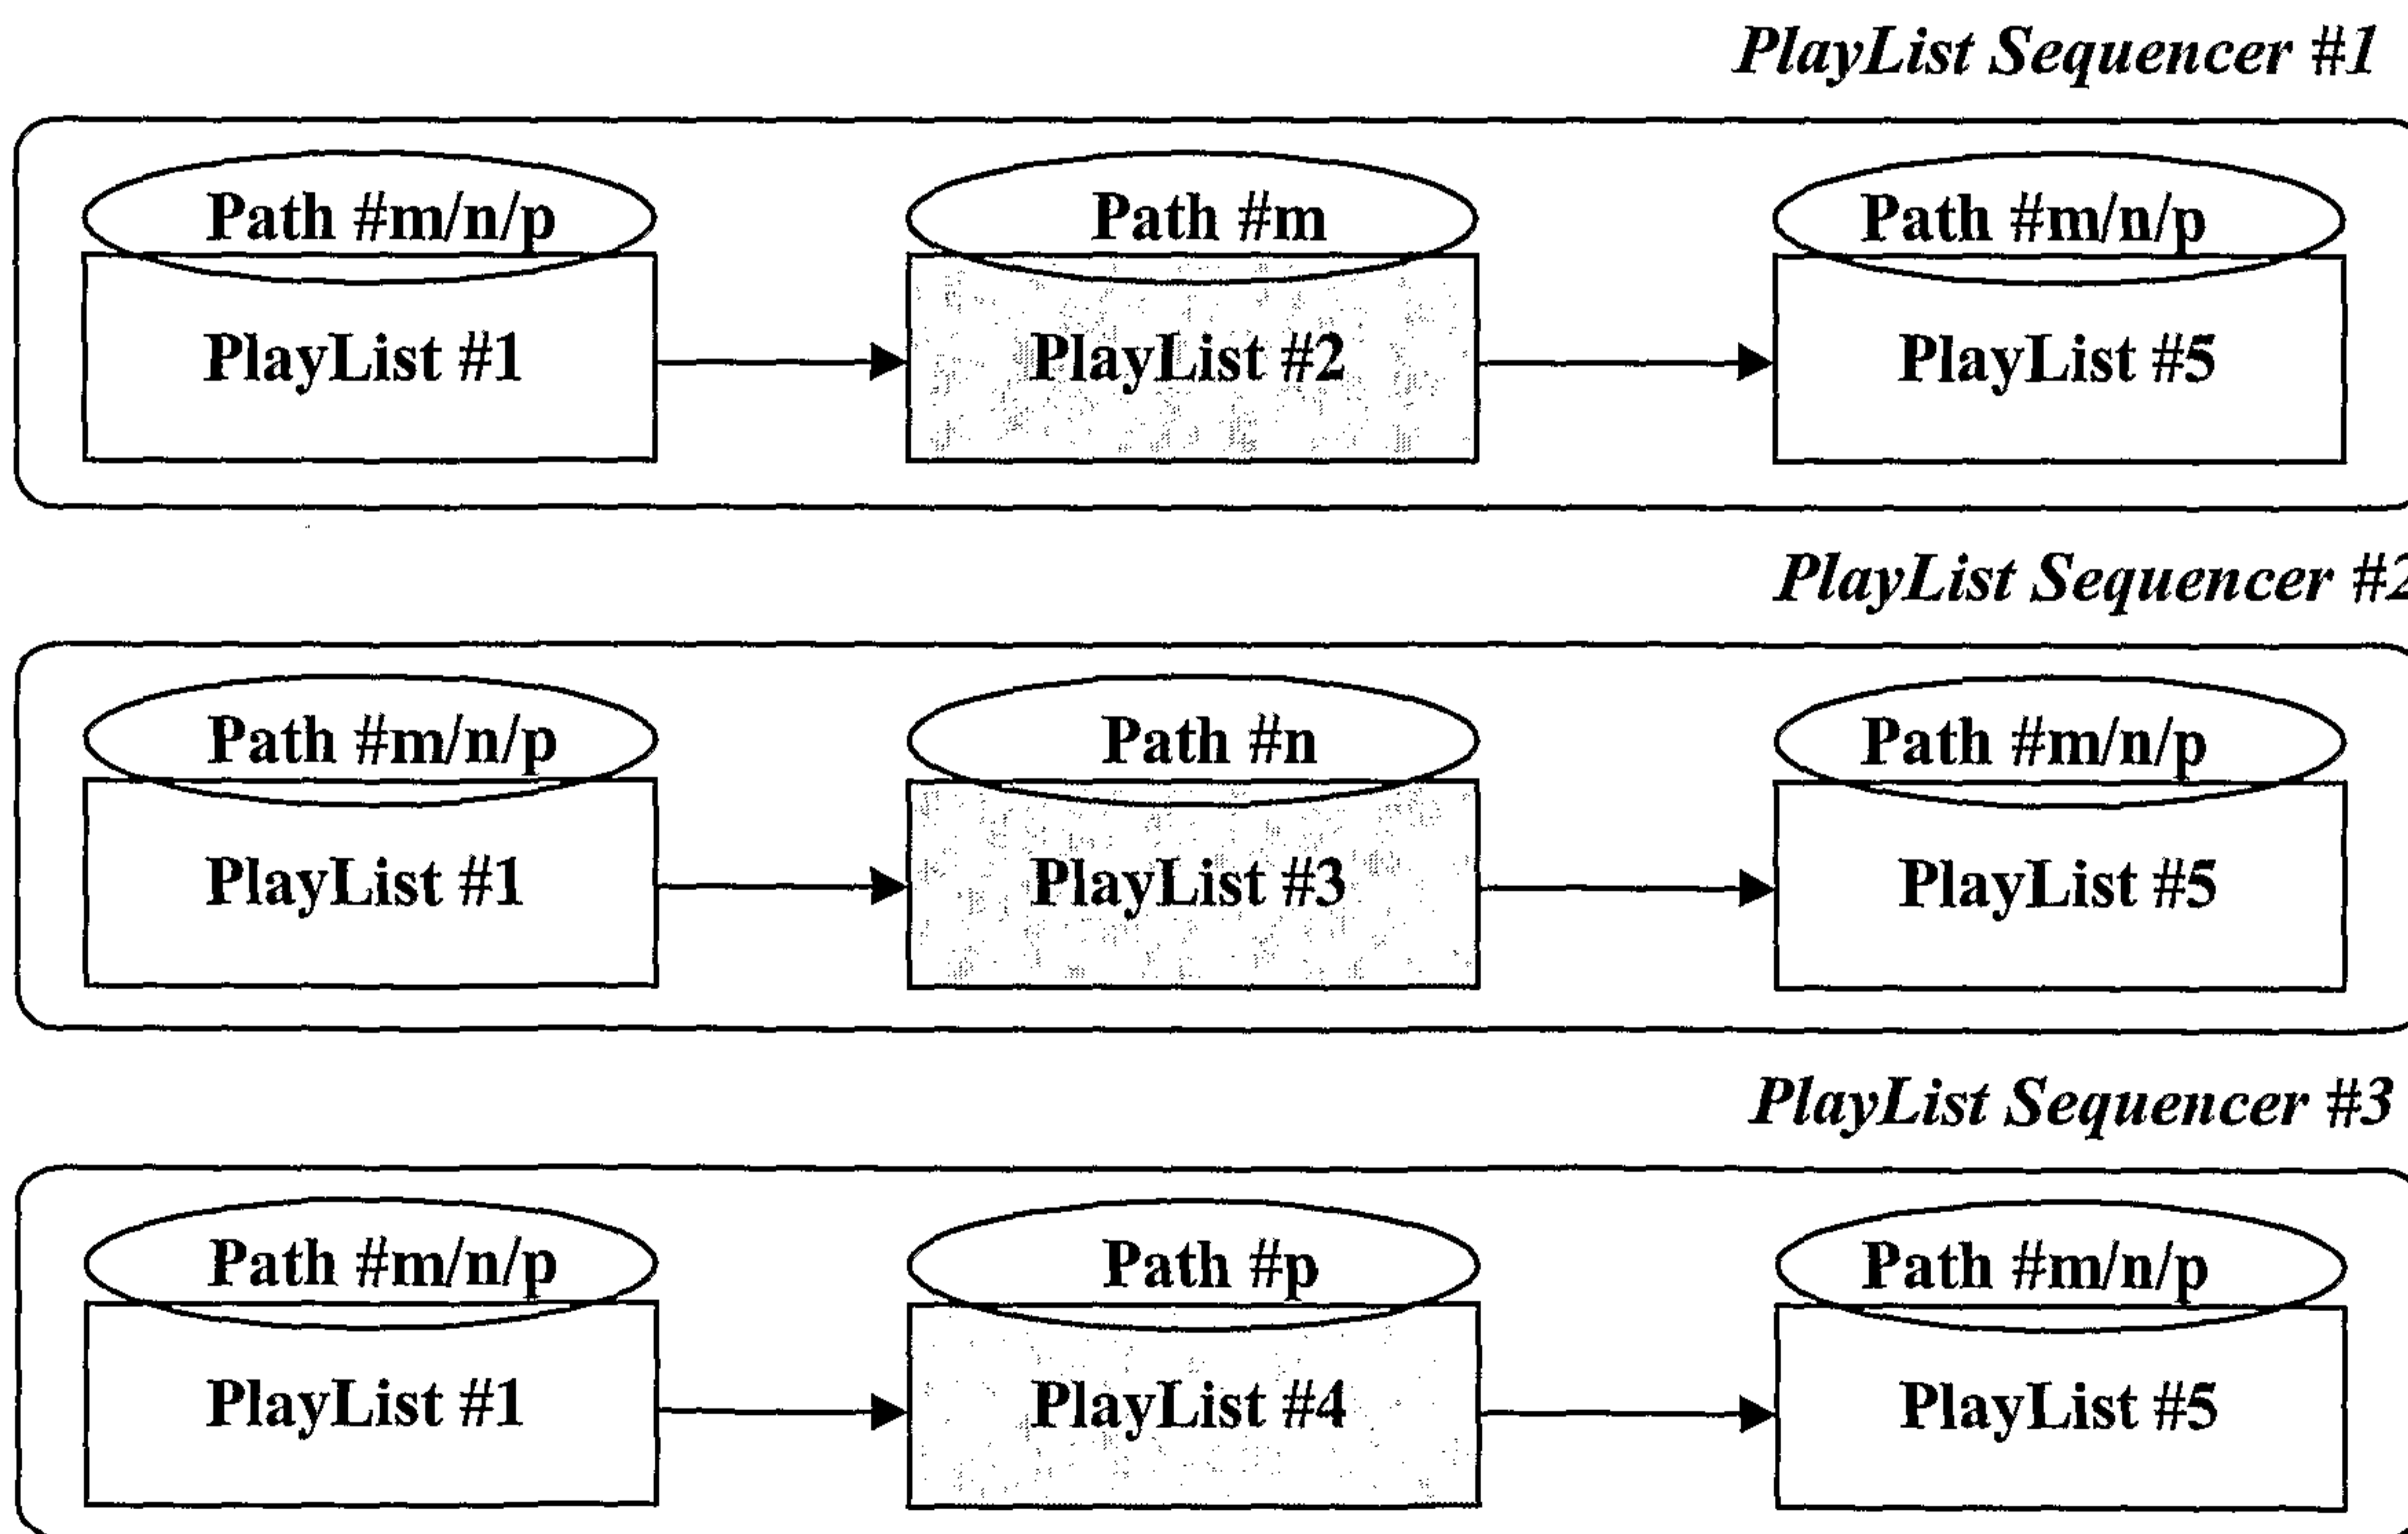 PlayList Sequencer #1
Path #m/n/p
Path #m
Path #m/n/p
PlayList #1
PlayList #2
PlayList #5
PlayList Sequencer #2
Path #m/n/p
Path #n
Path #m/n/p
PlayList #1
PlayList #3
PlayList #5
PlayList Sequencer #3
Path #m/n/p
Path #p
Path #m/n/p
PlayList #1
PlayList #4
PlayList #5